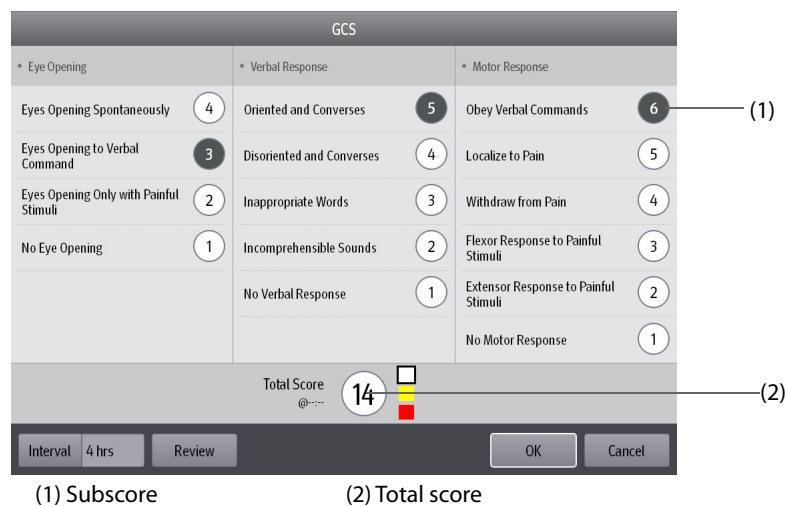 GCS
• Eye Opening
• Verbal Response
• Motor Response
Eyes Opening Spontaneously 4
Oriented and Converses 5
Obey Verbal Commands 6
(1)
Eyes Opening to Verbal
Command 3
Disoriented and Converses 4
Localize to Pain 5
Eyes Opening Only with Painful
Stimuli 2
Inappropriate Words 3
Withdraw from Pain 4
No Eye Opening 1
Incomprehensible Sounds 2
Flexor Response to Painful
Stimuli 3
No Verbal Response 1
Extensor Response to Painful
Stimuli 2
No Motor Response 1
Total Score
@--:--
14
(2)
Interval 4 hrs
Review
OK
Cancel
(1) Subscore
(2) Total score